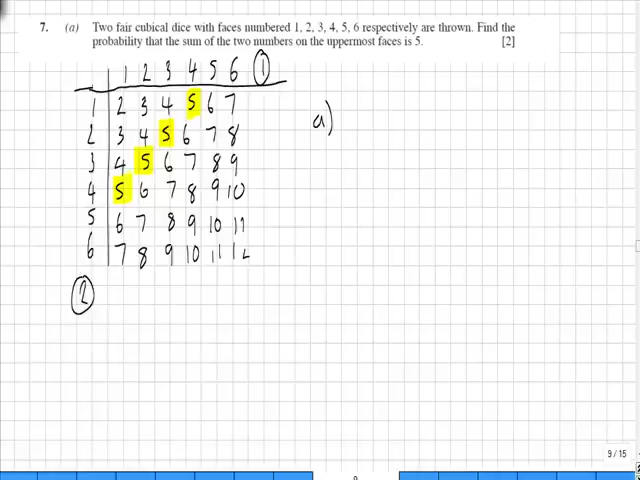 7. (a) Two fair cubical dice with faces numbered 1, 2, 3, 4, 5, 6 respectively are thrown. Find the
probability that the sum of the two numbers on the uppermost faces is 5. [2]
1 2 3 4 5 6 1
1 2 3 4 5 6 7
2 3 4 5 6 7 8
3 4 5 6 7 8 9
4 5 6 7 8 9 10
5 6 7 8 9 10 11
6 7 8 9 10 11 12
a)
2
9 / 15
9